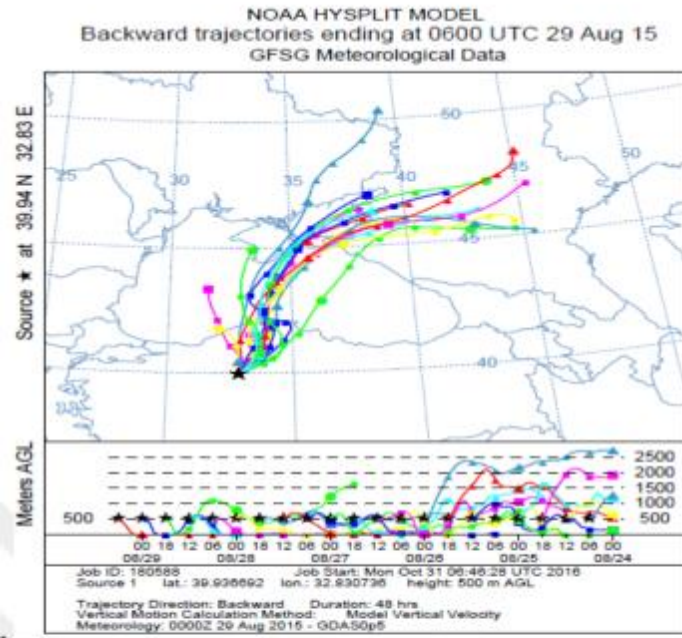 NOAA HYSPLIT MODEL
Backward trajectories ending at 0600 UTC 29 Aug 15
GFSG Meteorological Data
Source ★ at 39.94 N 32.83 E
25
30
35
40
45
50
50
45
40
Meters AGL
500
2500
2000
1500
1000
500
00 18 12 06 00 18 12 06 00 18 12 06 00 18 12 06 00 18 12 06 00
08/29 08/28 08/27 08/26 08/25 08/24
Job ID: 180588 Job Start: Mon Oct 31 06:46:28 UTC 2016
Source 1 lat.: 39.936692 lon.: 32.830736 height: 500 m AGL
Trajectory Direction: Backward Duration: 48 hrs
Vertical Motion Calculation Method: Model Vertical Velocity
Meteorology: 0000Z 29 Aug 2015 - GDAS0p5